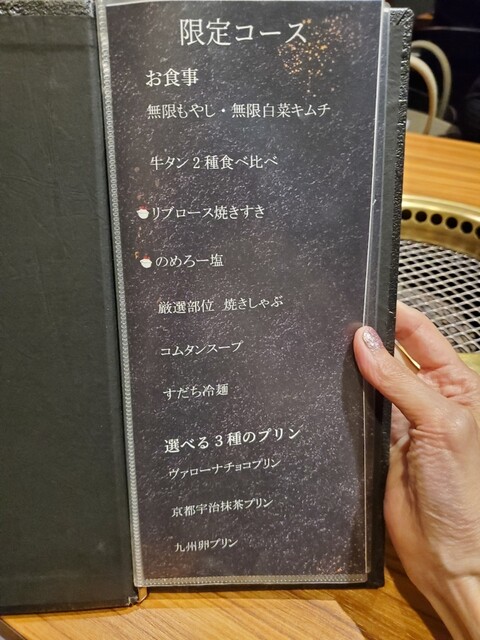 限定コース
お食事
無限もやし・無限白菜キムチ
牛タン2種食べ比べ
リブロース焼きすき
のめろー塩
厳選部位 焼きしゃぶ
コムタンスープ
すだち冷麺
選べる3種のプリン
ヴァローナチョコプリン
京都宇治抹茶プリン
九州卵プリン